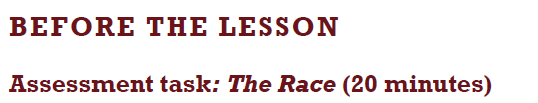 BEFORE THE LESSON
Assessment task: The Race (20 minutes)